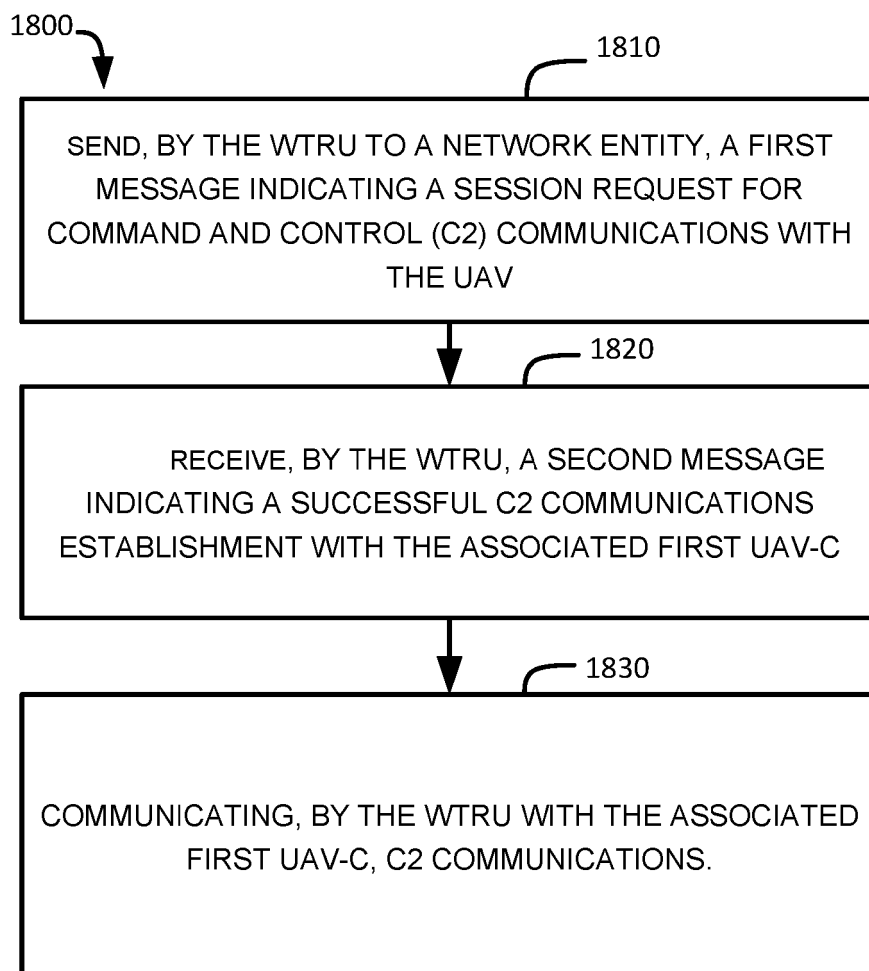 1800
1810
SEND, BY THE WTRU TO A NETWORK ENTITY, A FIRST
MESSAGE INDICATING A SESSION REQUEST FOR
COMMAND AND CONTROL (C2) COMMUNICATIONS WITH
THE UAV
1820
RECEIVE, BY THE WTRU, A SECOND MESSAGE
INDICATING A SUCCESSFUL C2 COMMUNICATIONS
ESTABLISHMENT WITH THE ASSOCIATED FIRST UAV-C
1830
COMMUNICATING, BY THE WTRU WITH THE ASSOCIATED
FIRST UAV-C, C2 COMMUNICATIONS.